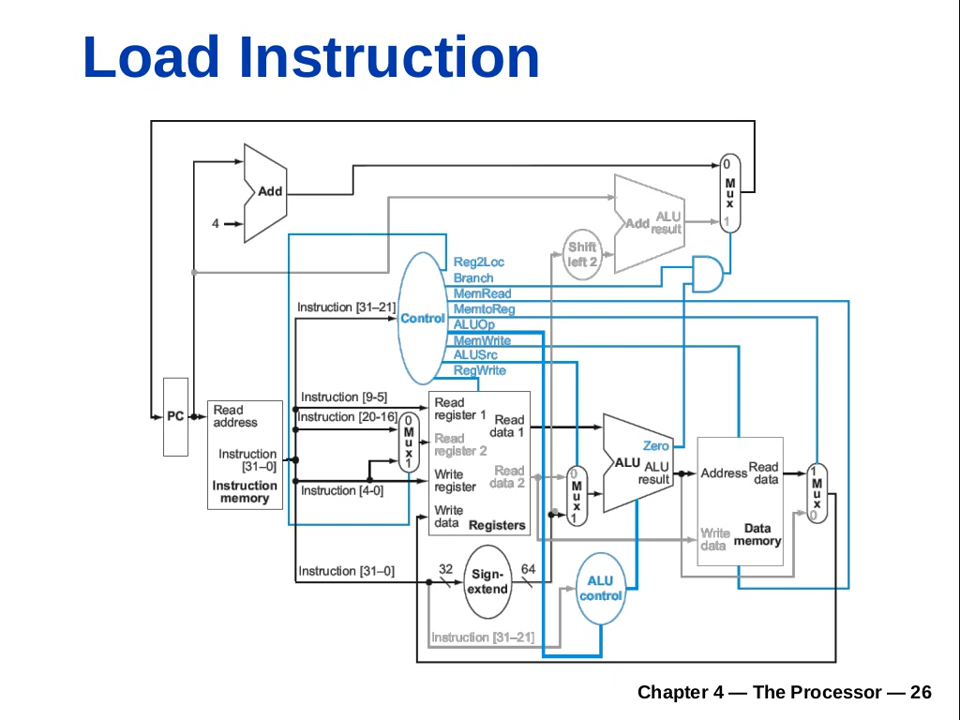 Load Instruction
0
M
u
x
1
Add
4
Add
ALU
result
Shift
left 2
Reg2Loc
Branch
MemRead
MemtoReg
ALUOp
MemWrite
ALUSrc
RegWrite
Control
Instruction [31–21]
PC
Read
address
Instruction
[31–0]
Instruction
memory
Instruction [9-5]
Instruction [20-16]
Instruction [4-0]
0
M
u
x
1
Read
register 1
Read
data 1
Read
register 2
Write
register
Read
data 2
Write
data
Registers
0
M
u
x
1
Zero
ALU
ALU
result
Address
Read
data
Write
data
Data
memory
1
M
u
x
0
Instruction [31–0]
32
Sign-
extend
64
ALU
control
Instruction [31–21]
Chapter 4 — The Processor — 26